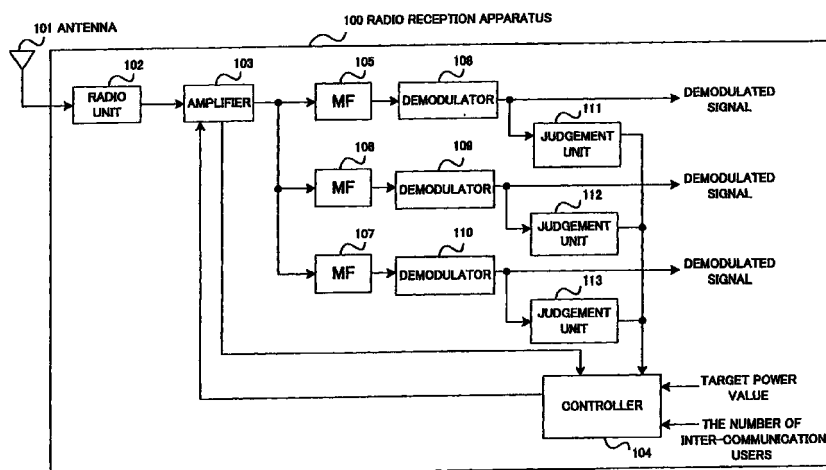 100 RADIO RECEPTION APPARATUS
101 ANTENNA
102
RADIO
UNIT
103
AMPLIFIER
105
MF
108
DEMODULATOR
DEMODULATED
SIGNAL
111
JUDGEMENT
UNIT
108
MF
109
DEMODULATOR
DEMODULATED
SIGNAL
112
JUDGEMENT
UNIT
107
MF
110
DEMODULATOR
DEMODULATED
SIGNAL
113
JUDGEMENT
UNIT
CONTROLLER
104
TARGET POWER
VALUE
THE NUMBER OF
INTER-COMMUNICATION
USERS